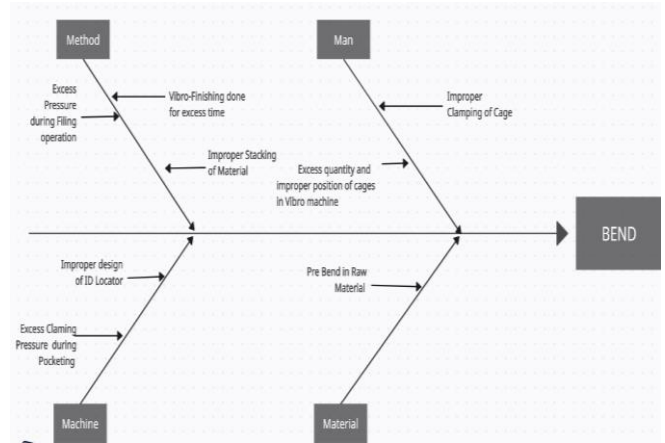 Method
Man
Excess
Pressure
during Filing
operation
Vibro-Finishing done
for excess time
Improper Stacking
of Material
Improper
Clamping of Cage
Excess quantity and
improper position of cages
in Vibro machine
BEND
Improper design
of ID Locator
Excess Claming
Pressure during
Pocketing
Pre Bend in Raw
Material
Machine
Material